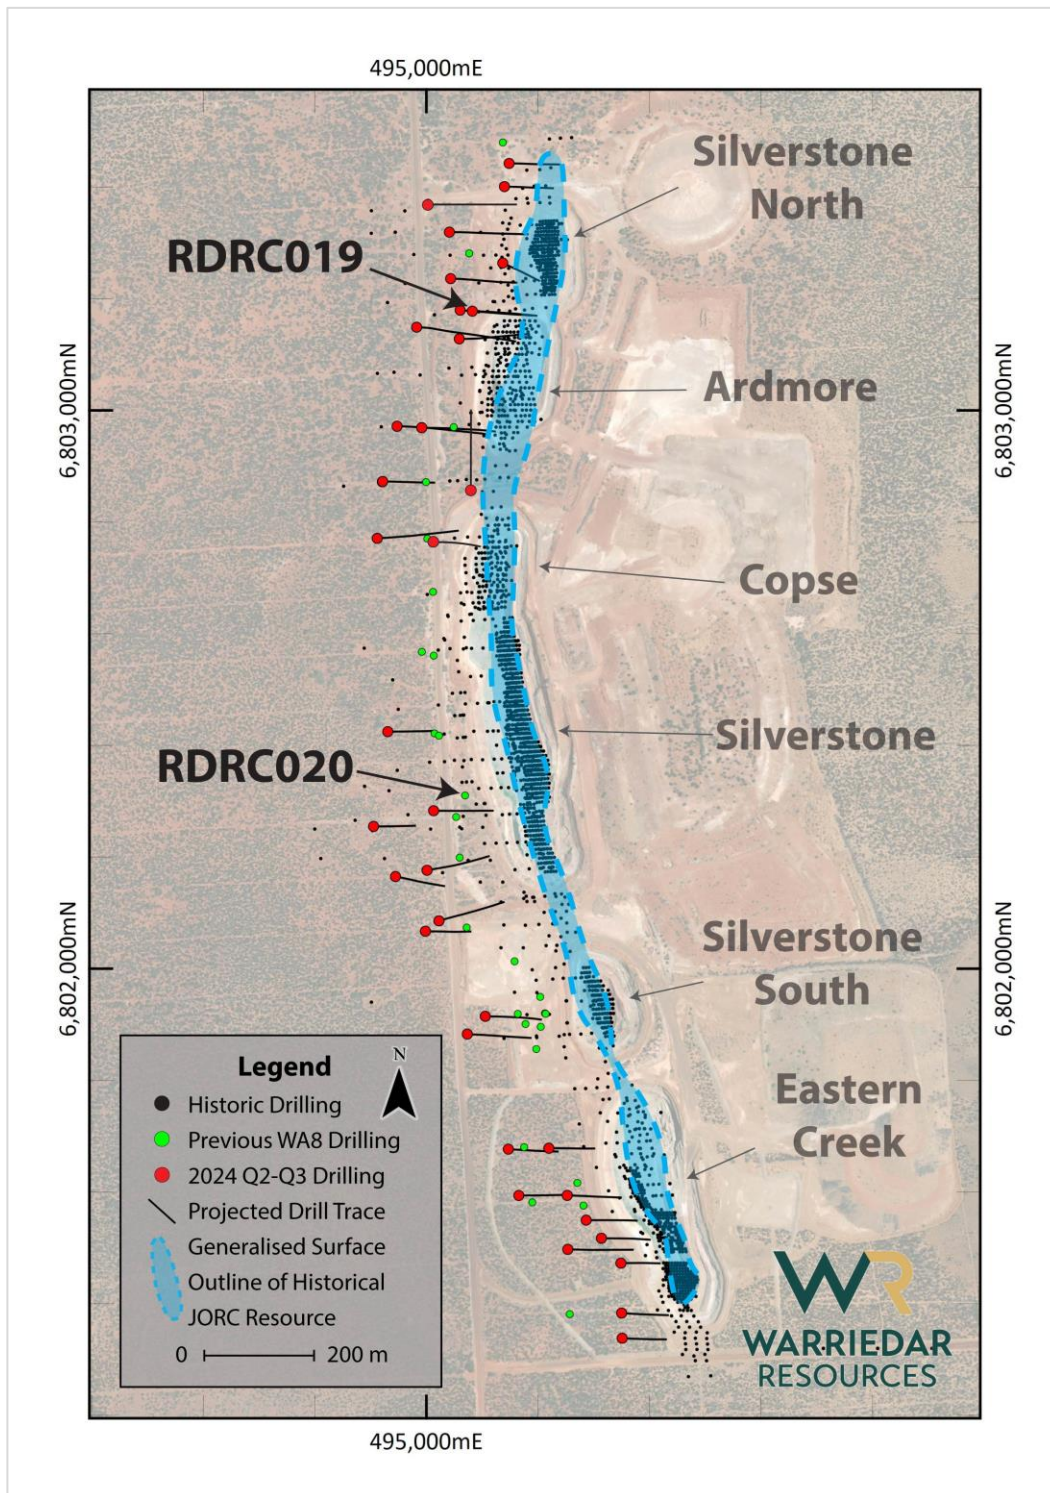 495,000mE
Silverstone
North
RDRC019
6,803,000mN
6,803,000mN
Ardmore
Copse
Silverstone
RDRC020
6,802,000mN
6,802,000mN
Silverstone
South
Eastern
Creek
Legend
N
Historic Drilling
Previous WA8 Drilling
2024 Q2-Q3 Drilling
Projected Drill Trace
Generalised Surface
Outline of Historical
JORC Resource
0 200 m
WR
WARRIEDAR
RESOURCES
495,000mE